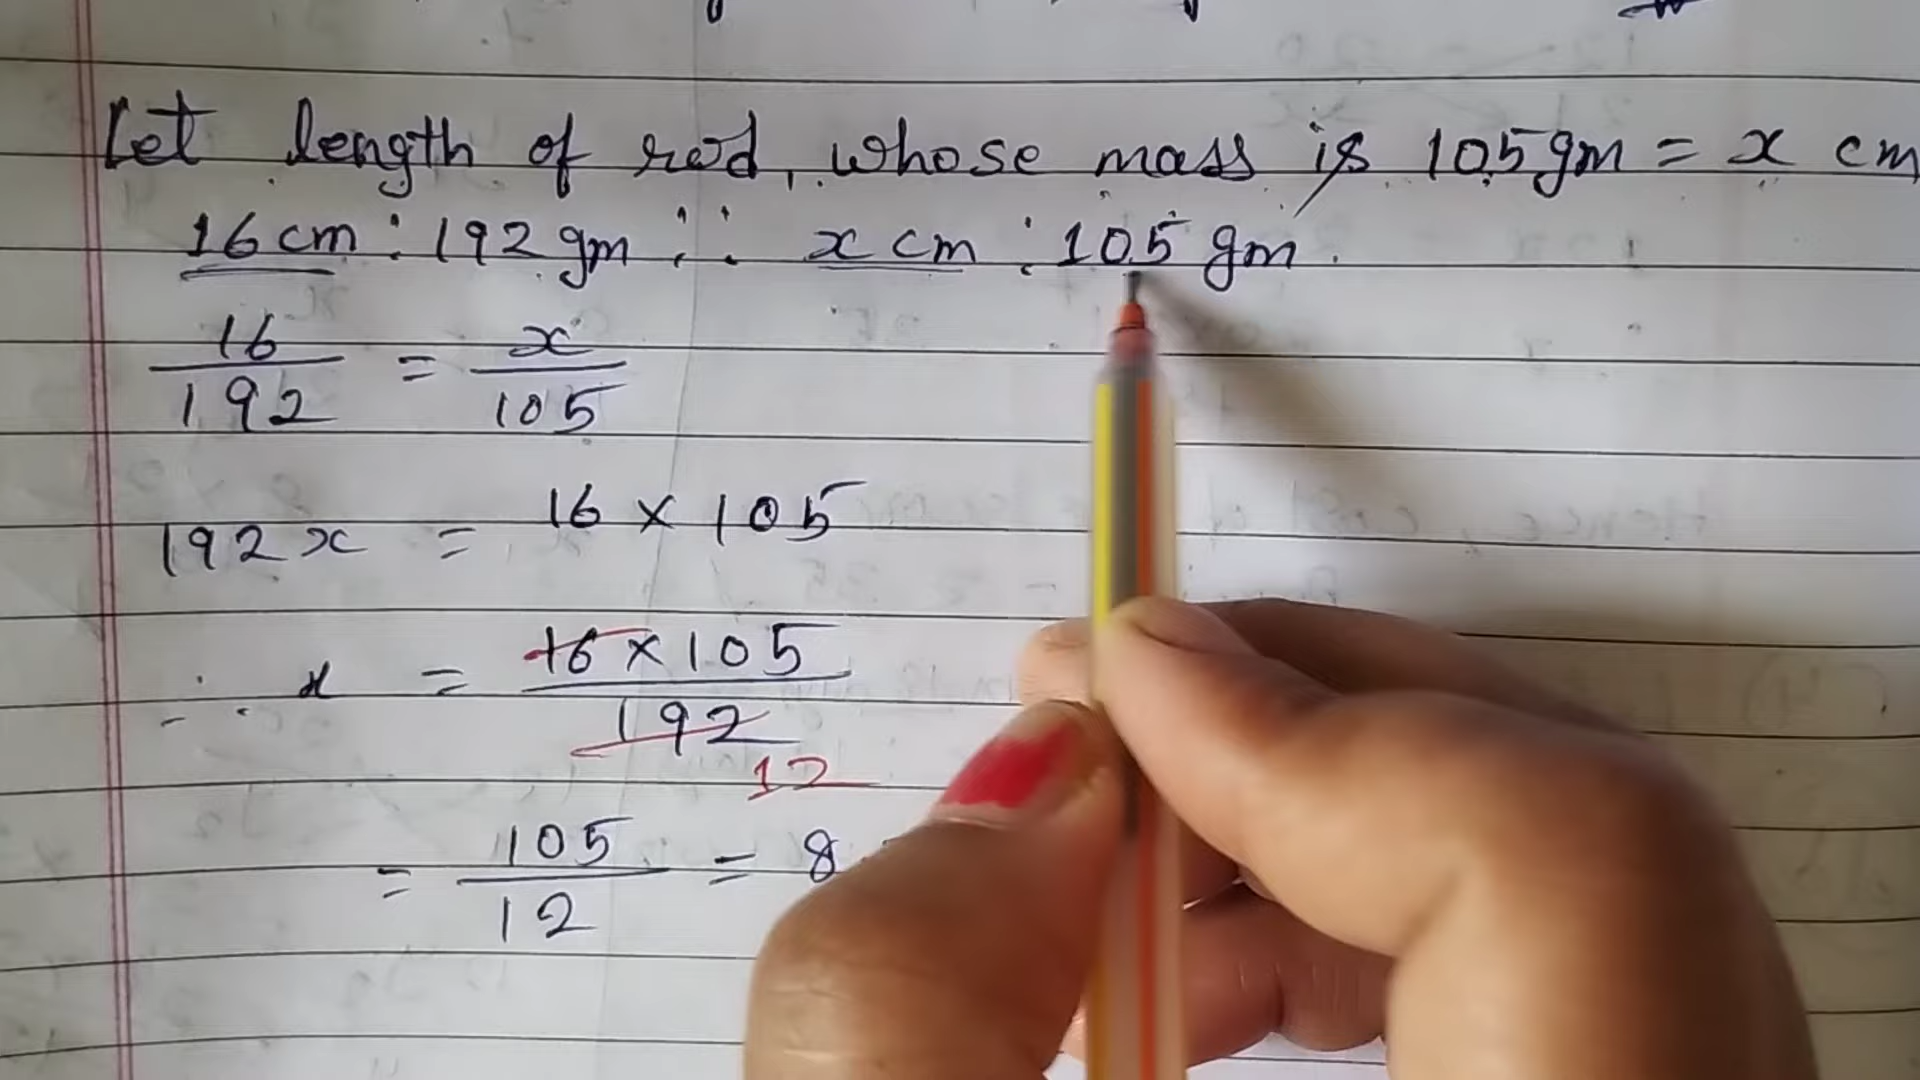 Let length of rod, whose mass is 105 gm = x cm
16 cm : 192 gm :: x cm : 105 gm.
16/192 = x/105
192x = 16 × 105
∴ x = 16 × 105 / 192
12
= 105/12 = 8